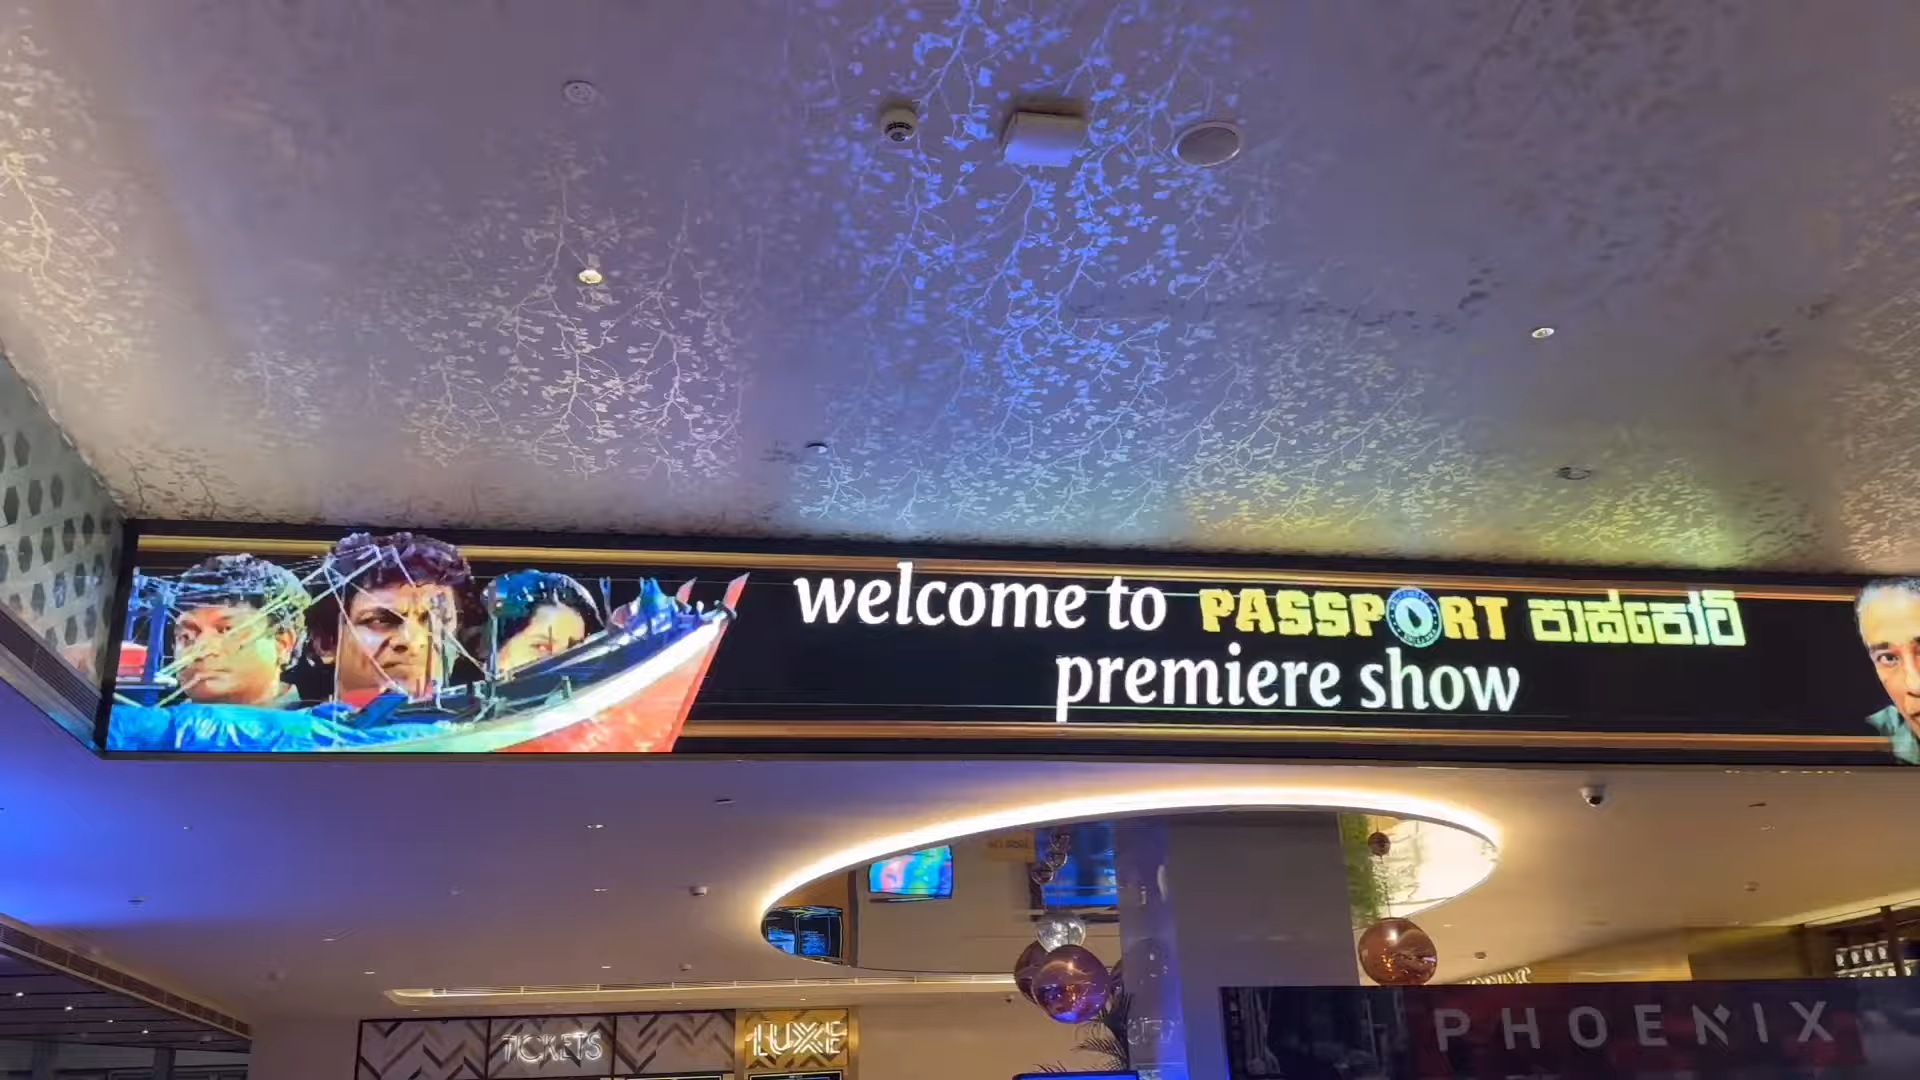 welcome to PASSPORT පාස්පෝට්
premiere show
TICKETS
LUXE
PHOENIX